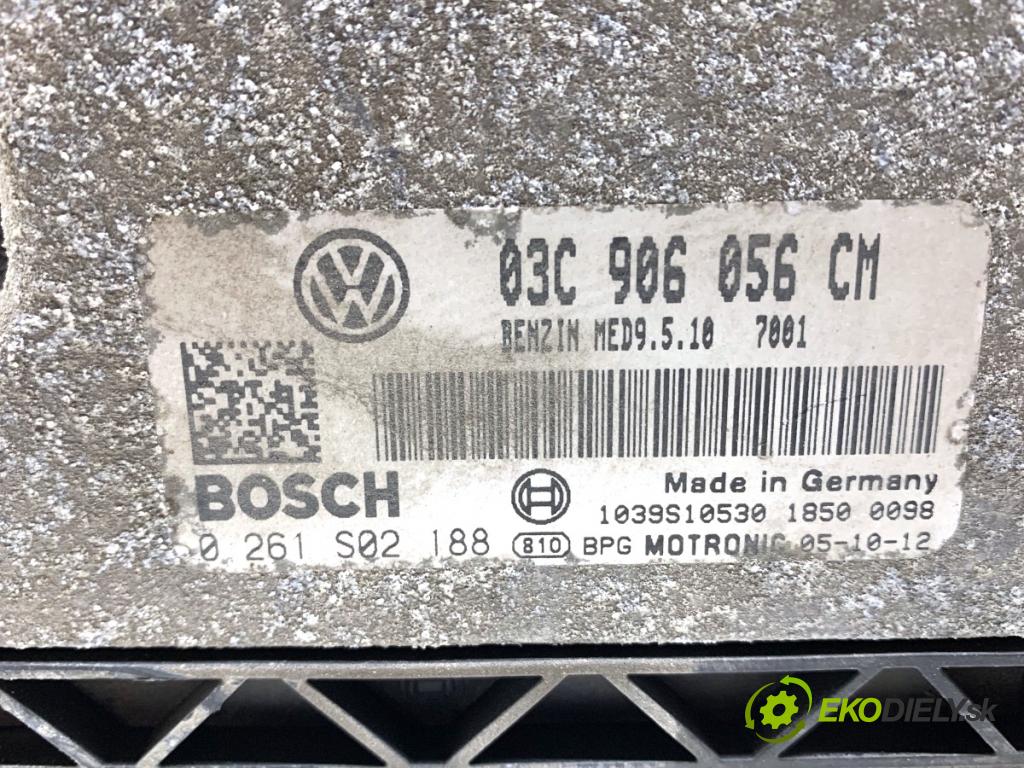 03C 906 056 CM
BENZIN MED9.5.10 7001
BOSCH
Made in Germany
1039S10530 1850 0098
0 261 S02 188 810 BPG MOTRONIC 05-10-12
EKODIELY.sk